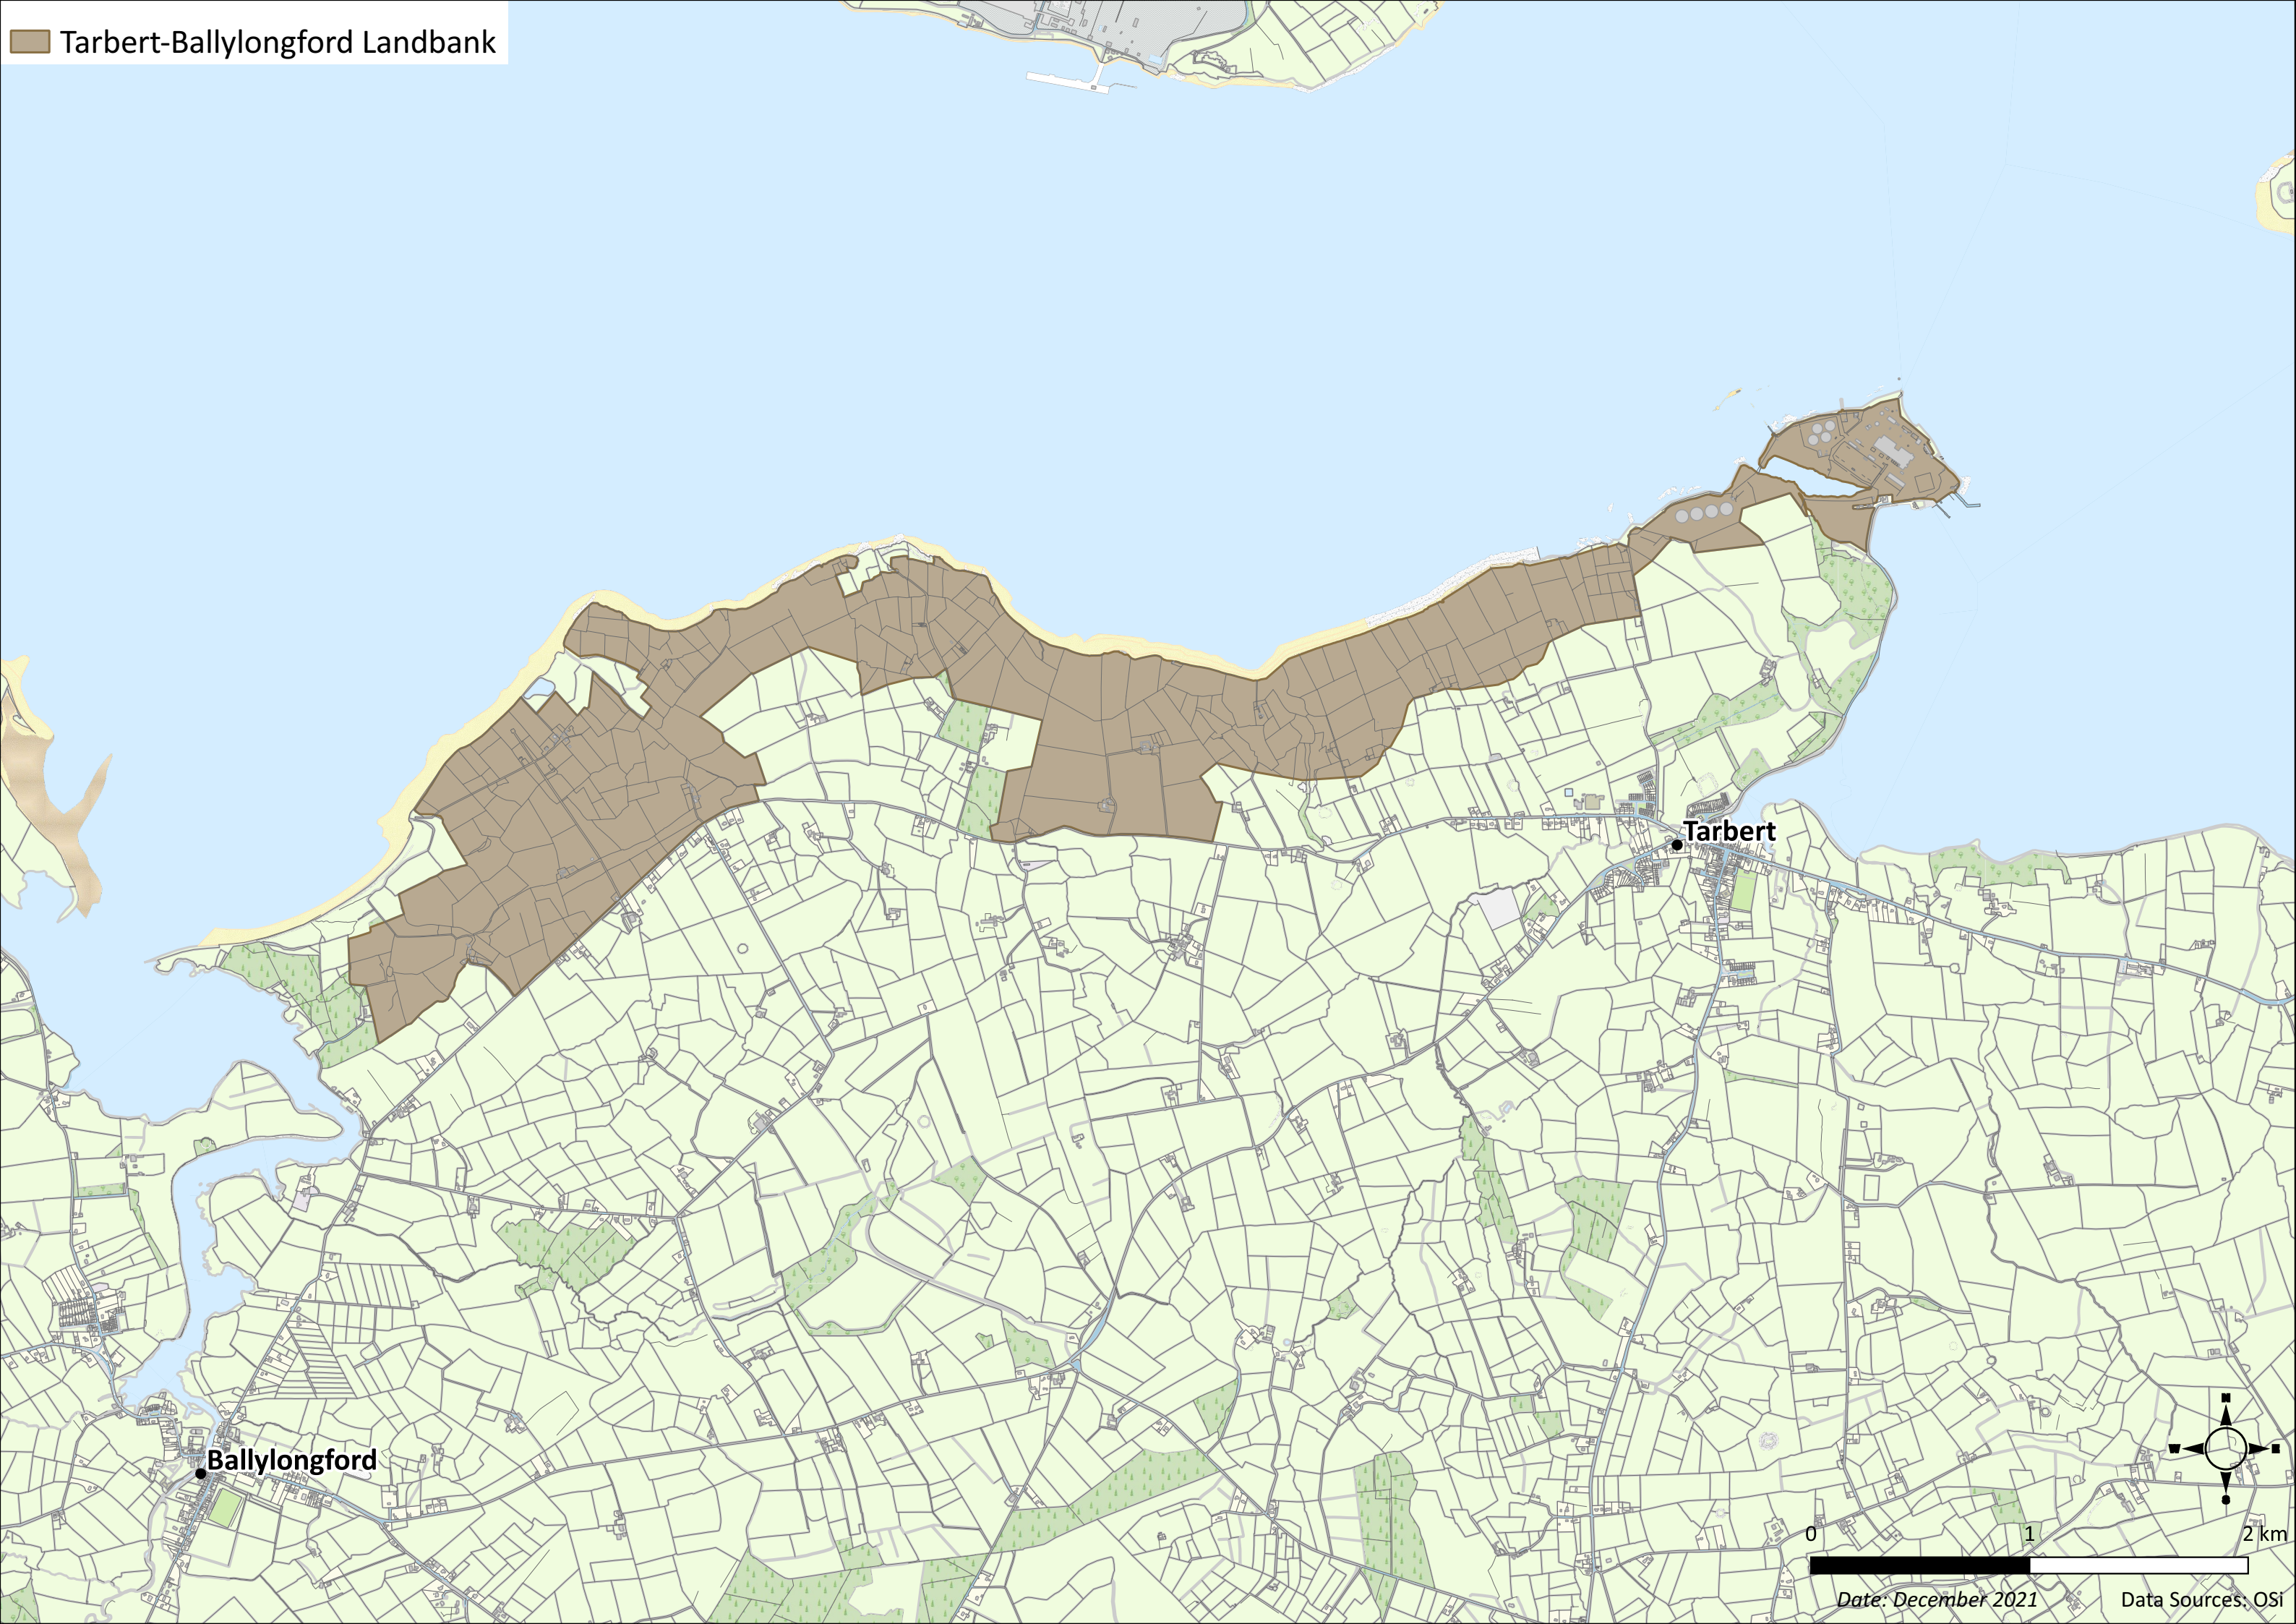 Tarbert-Ballylongford Landbank
Tarbert
Ballylongford
0 1 2 km
Date: December 2021 Data Sources: OSi